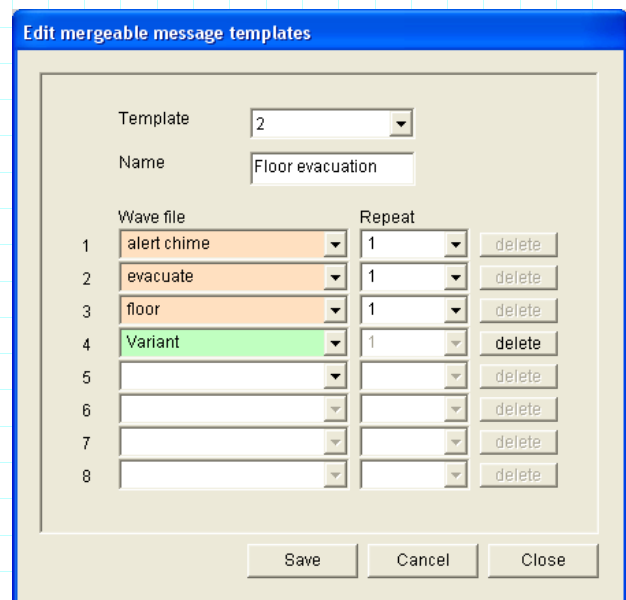 Edit mergeable message templates
Template 2
Name Floor evacuation
Wave file Repeat
1 alert chime 1 delete
2 evacuate 1 delete
3 floor 1 delete
4 Variant 1 delete
5 delete
6 delete
7 delete
8 delete
Save Cancel Close